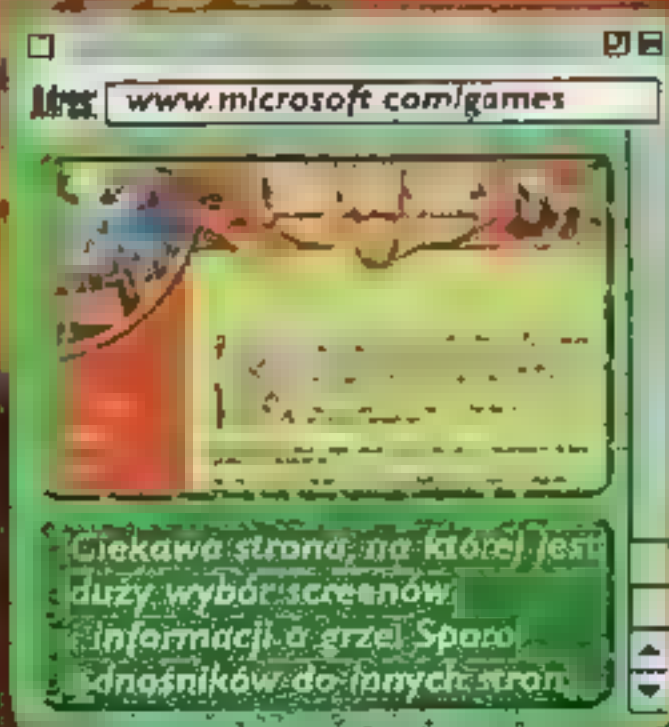 Adres: www.microsoft.com/games
Ciekawa strona, na której jest
duży wybór screenów
i informacji o grze! Sporo
odnośników do innych stron.